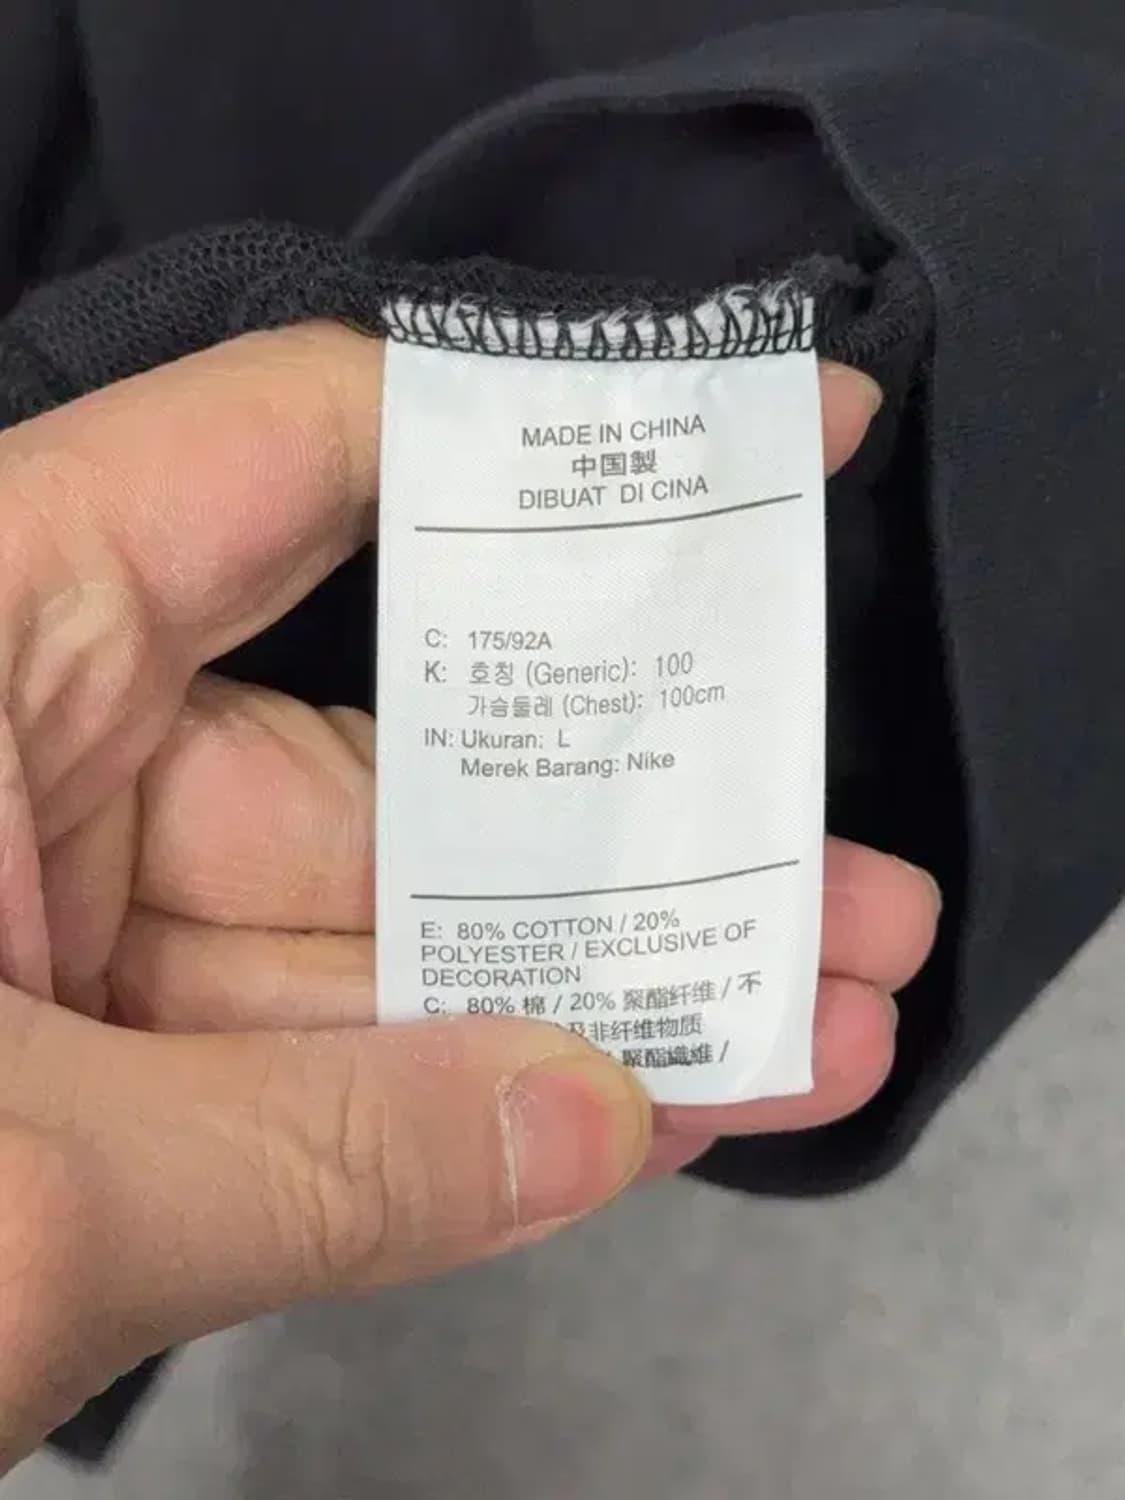 MADE IN CHINA
中国製
DIBUAT DI CINA
C: 175/92A
K: 호칭 (Generic): 100
가슴둘레 (Chest): 100cm
IN: Ukuran: L
Merek Barang: Nike
E: 80% COTTON / 20%
POLYESTER / EXCLUSIVE OF
DECORATION
C: 80% 棉 / 20% 聚酯纤维 / 不
及非纤维物质
聚酯纖維 /